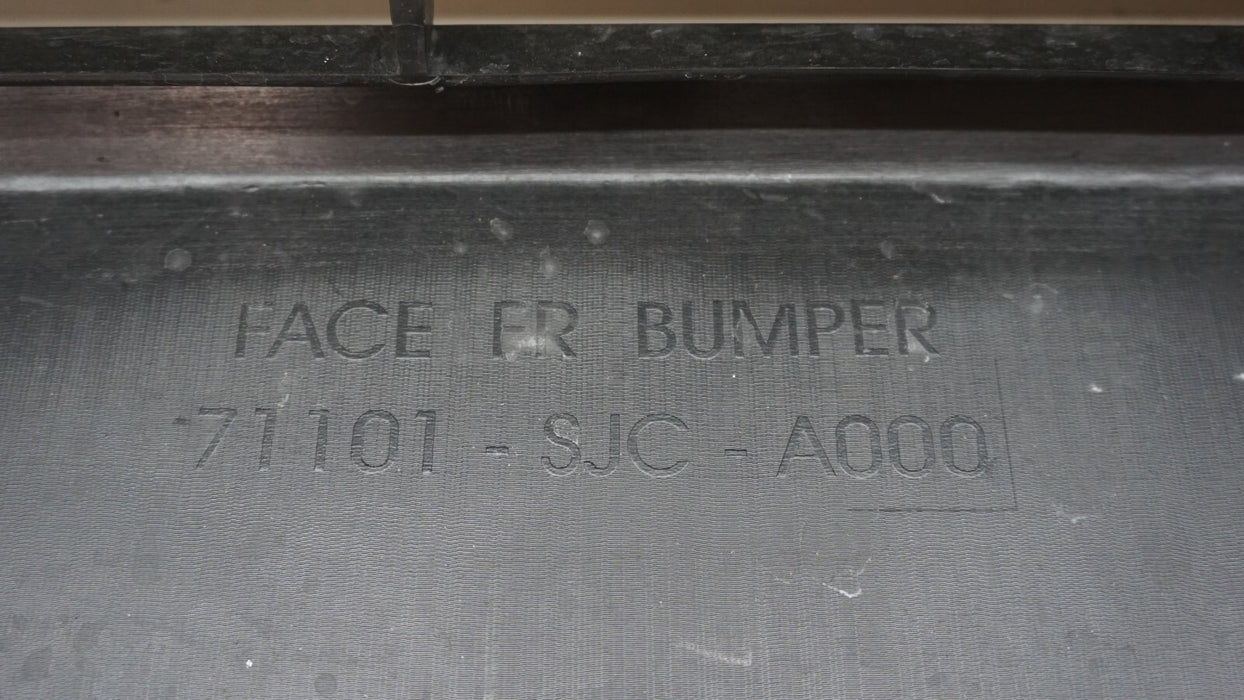 FACE FR BUMPER
71101 - SJC - A000